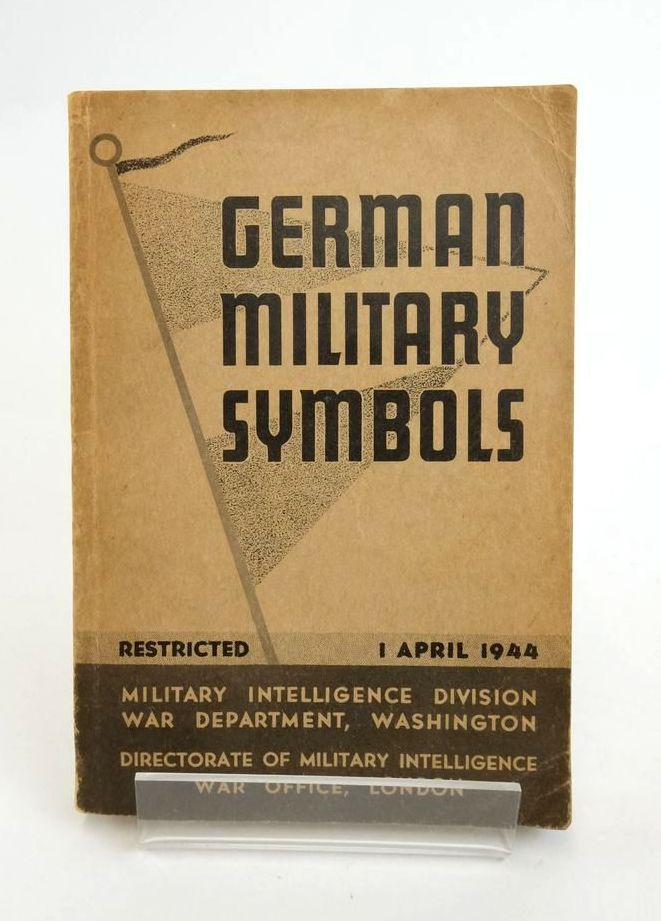 GERMAN
MILITARY
SYMBOLS
RESTRICTED 1 APRIL 1944
MILITARY INTELLIGENCE DIVISION
WAR DEPARTMENT, WASHINGTON
DIRECTORATE OF MILITARY INTELLIGENCE
WAR OFFICE, LONDON